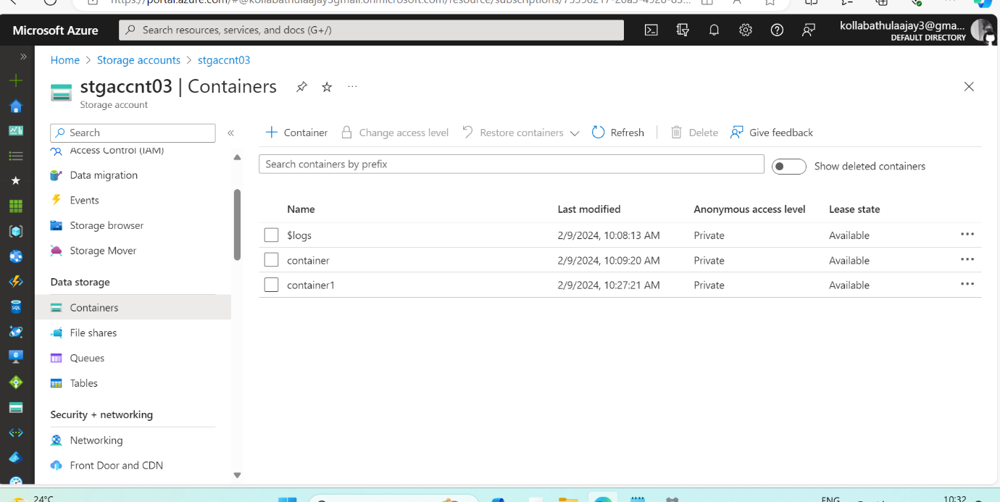 https://portal.azure.com/#@kollabathulaajay3gmail.onmicrosoft.com/resource/subscriptions/
Microsoft Azure
Search resources, services, and docs (G+/)
kollabathulaajay3@gma...
DEFAULT DIRECTORY
Home > Storage accounts > stgaccnt03
stgaccnt03 | Containers
Storage account
Search
Container
Change access level
Restore containers
Refresh
Delete
Give feedback
Access Control (IAM)
Data migration
Events
Storage browser
Storage Mover
Data storage
Containers
File shares
Queues
Tables
Security + networking
Networking
Front Door and CDN
Search containers by prefix
Show deleted containers
Name Last modified Anonymous access level Lease state
$logs 2/9/2024, 10:08:13 AM Private Available
container 2/9/2024, 10:09:20 AM Private Available
container1 2/9/2024, 10:27:21 AM Private Available
SQL
24°C
ENG
10:32